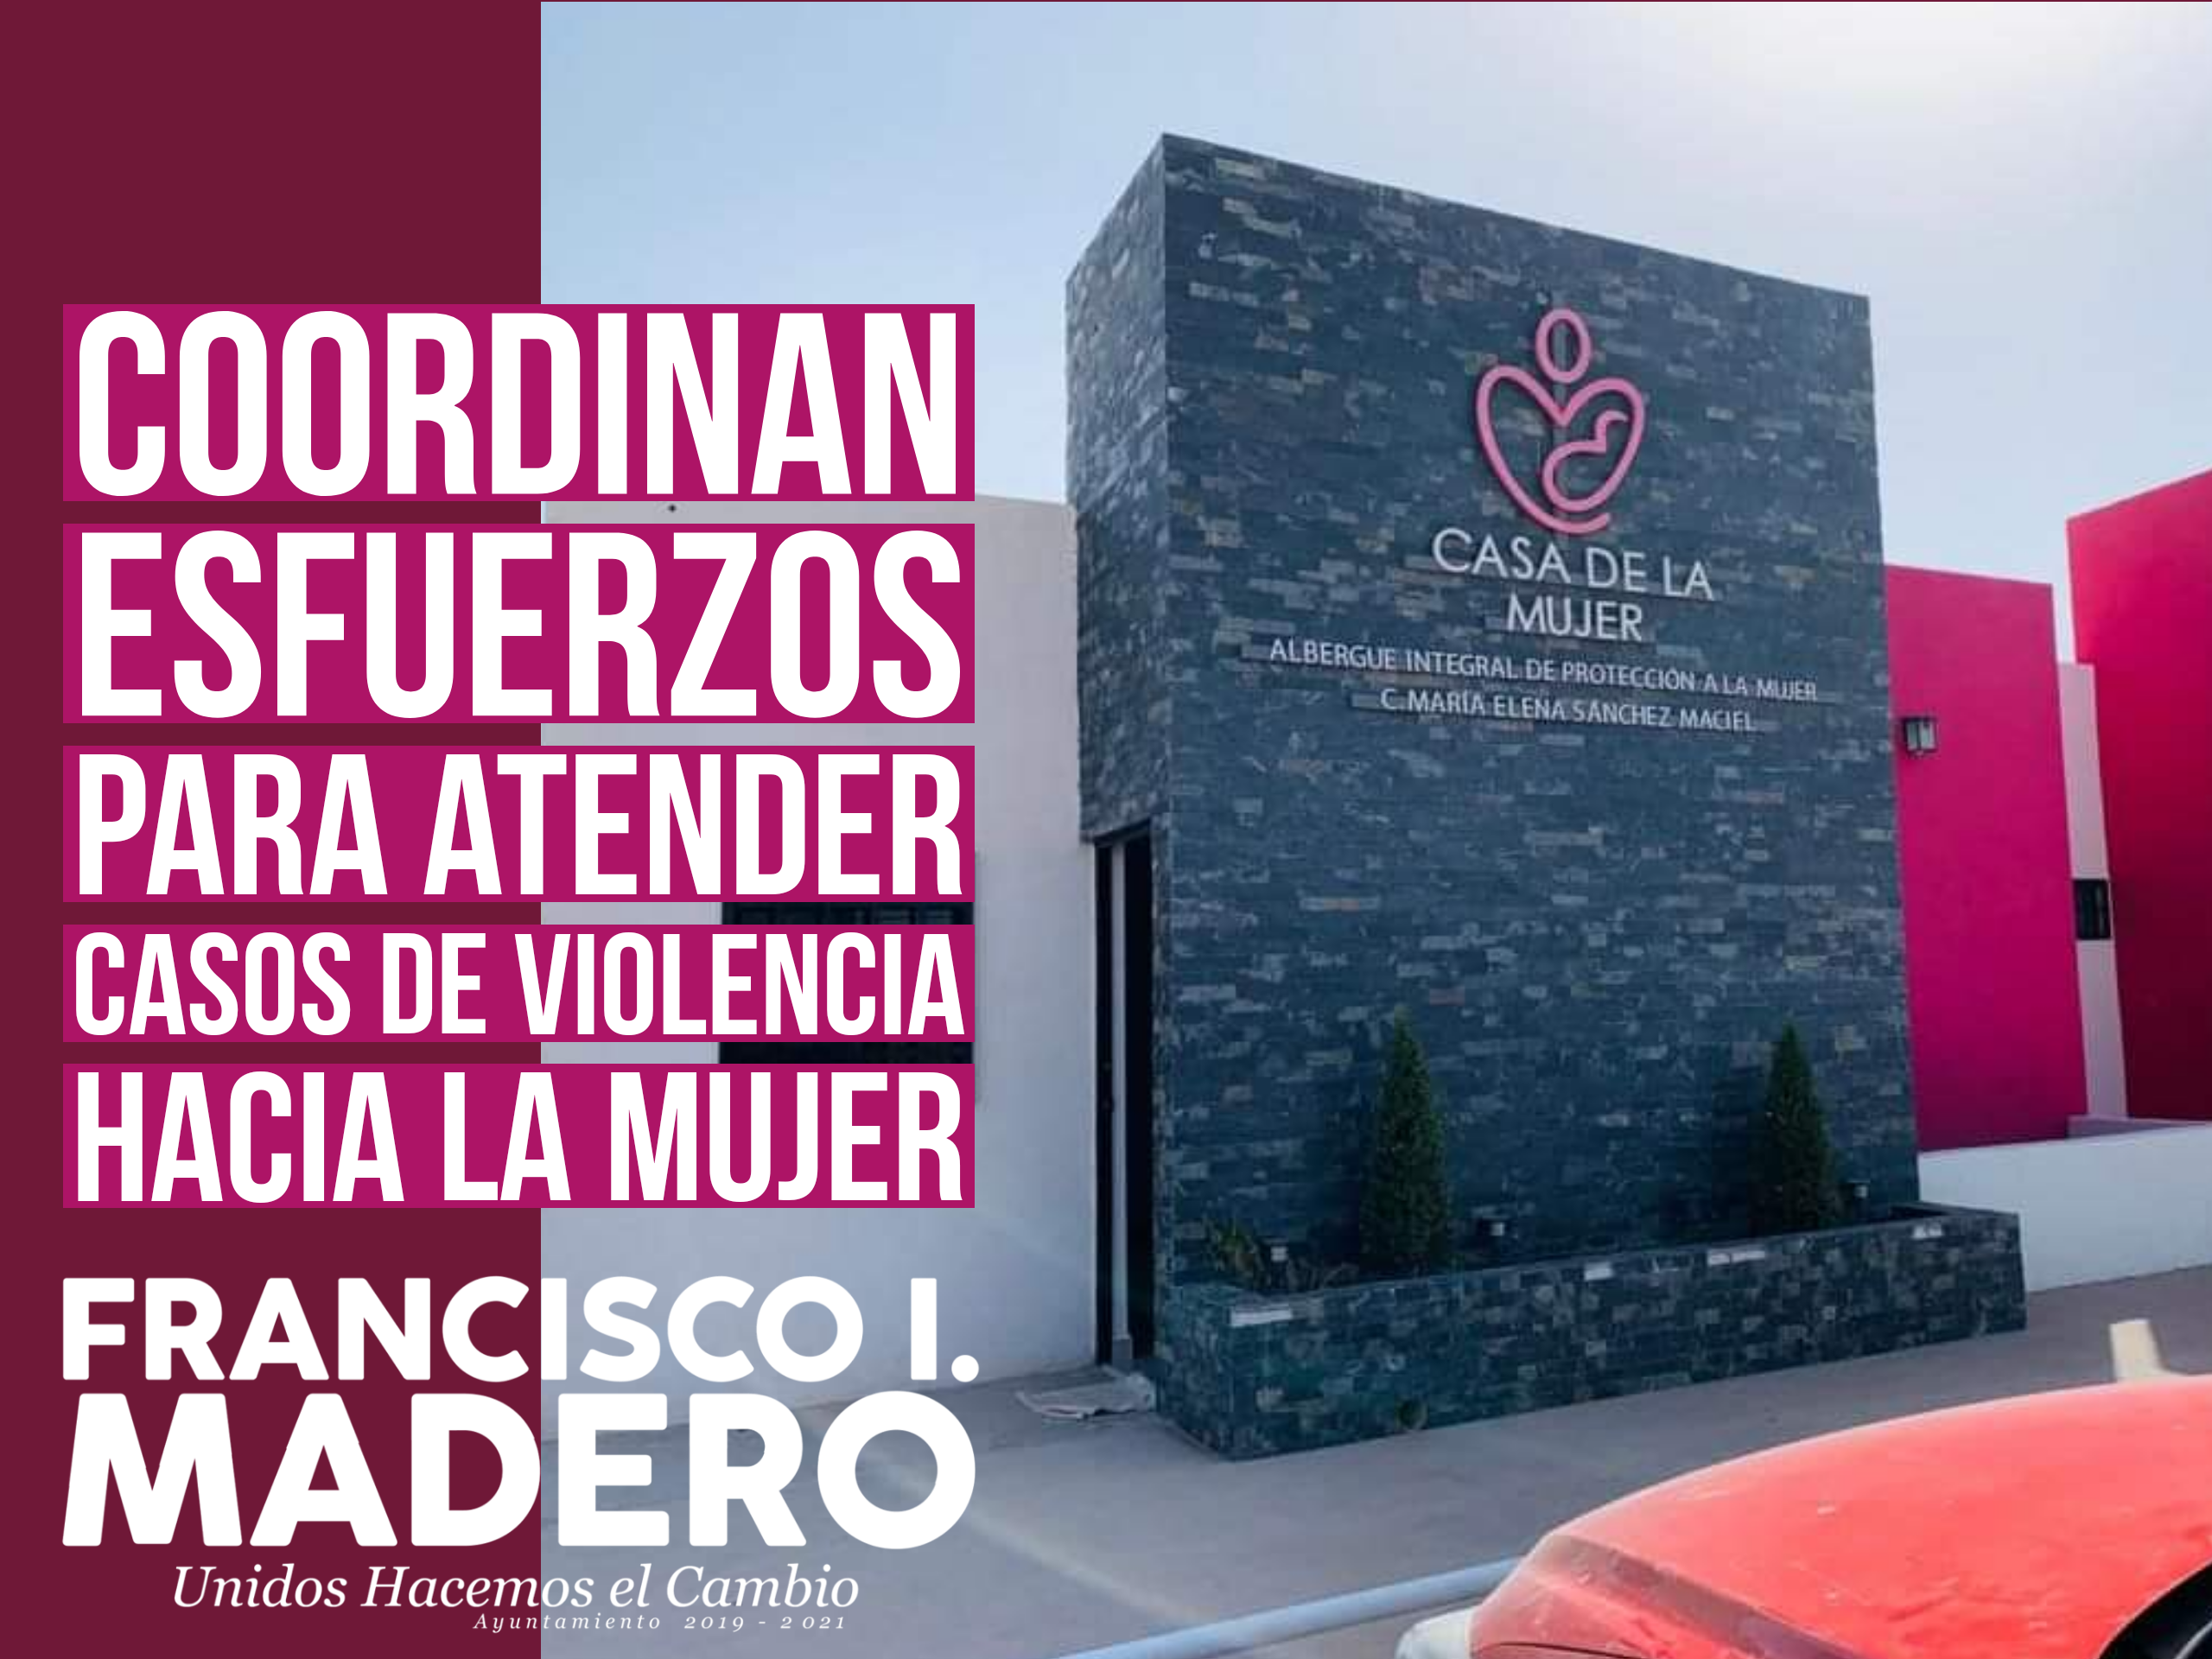 COORDINAN
ESFUERZOS
PARA ATENDER
CASOS DE VIOLENCIA
HACIA LA MUJER
FRANCISCO I.
MADERO
Unidos Hacemos el Cambio
Ayuntamiento 2019 - 2021
CASA DE LA
MUJER
ALBERGUE INTEGRAL DE PROTECCIÓN A LA MUJER
C. MARÍA ELENA SÁNCHEZ MACIEL